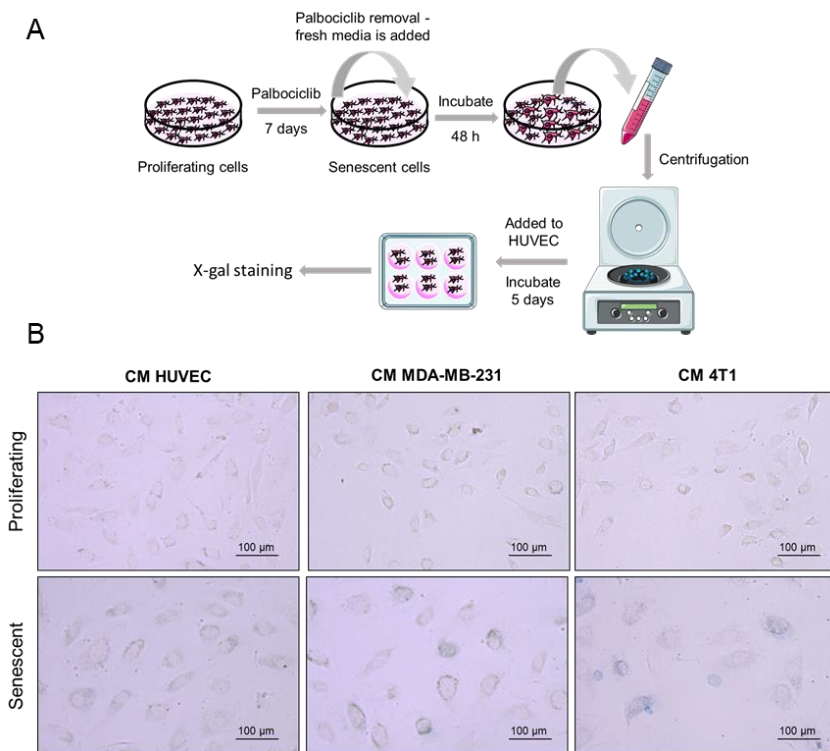 A
Palbociclib removal -
fresh media is added
Palbociclib
7 days
Incubate
48 h
Proliferating cells
Senescent cells
Centrifugation
Added to
HUVEC
Incubate
5 days
X-gal staining
B
CM HUVEC
CM MDA-MB-231
CM 4T1
Proliferating
100 µm
100 µm
100 µm
Senescent
100 µm
100 µm
100 µm